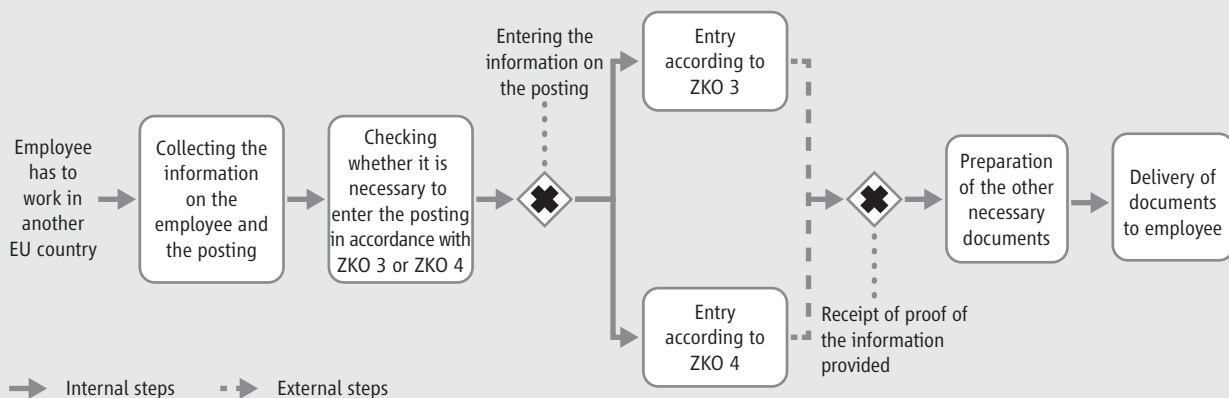 Employee
has to
work in
another
EU country
Collecting the
information
on the
employee and
the posting
Checking
whether it is
necessary to
enter the posting
in accordance with
ZKO 3 or ZKO 4
Entering the
information on
the posting
Entry
according to
ZKO 3
Entry
according to
ZKO 4
Receipt of proof of
the information
provided
Preparation
of the other
necessary
documents
Delivery of
documents
to employee
Internal steps
External steps